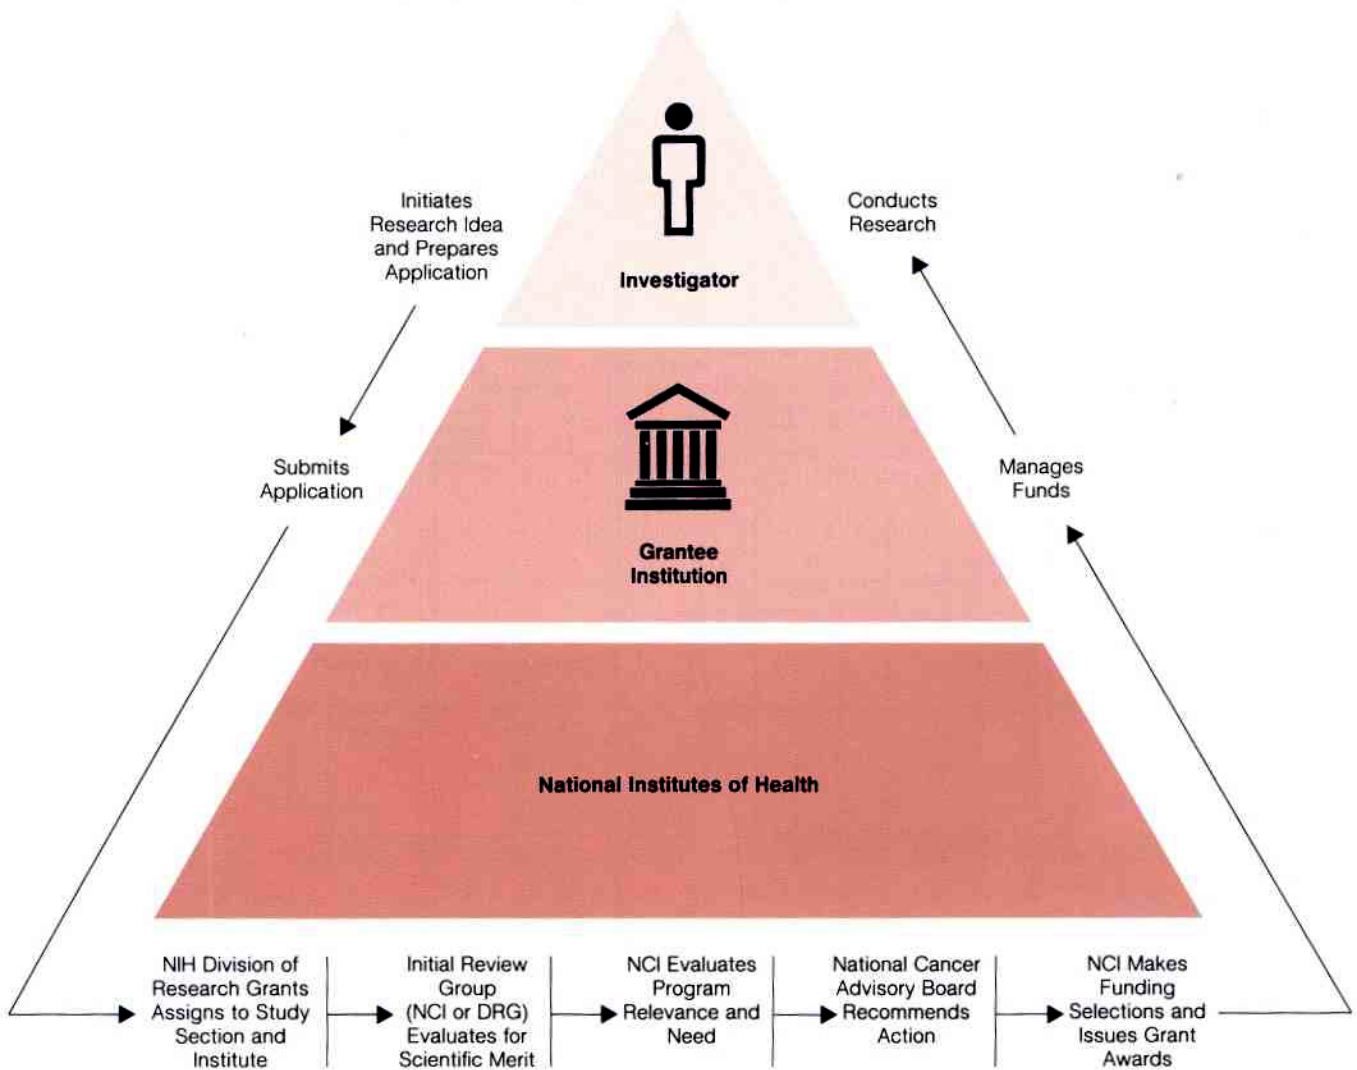 Initiates
Research Idea
and Prepares
Application
Conducts
Research
Investigator
Submits
Application
Manages
Funds
Grantee
Institution
National Institutes of Health
NIH Division of
Research Grants
Assigns to Study
Section and
Institute
Initial Review
Group
(NCI or DRG)
Evaluates for
Scientific Merit
NCI Evaluates
Program
Relevance and
Need
National Cancer
Advisory Board
Recommends
Action
NCI Makes
Funding
Selections and
Issues Grant
Awards